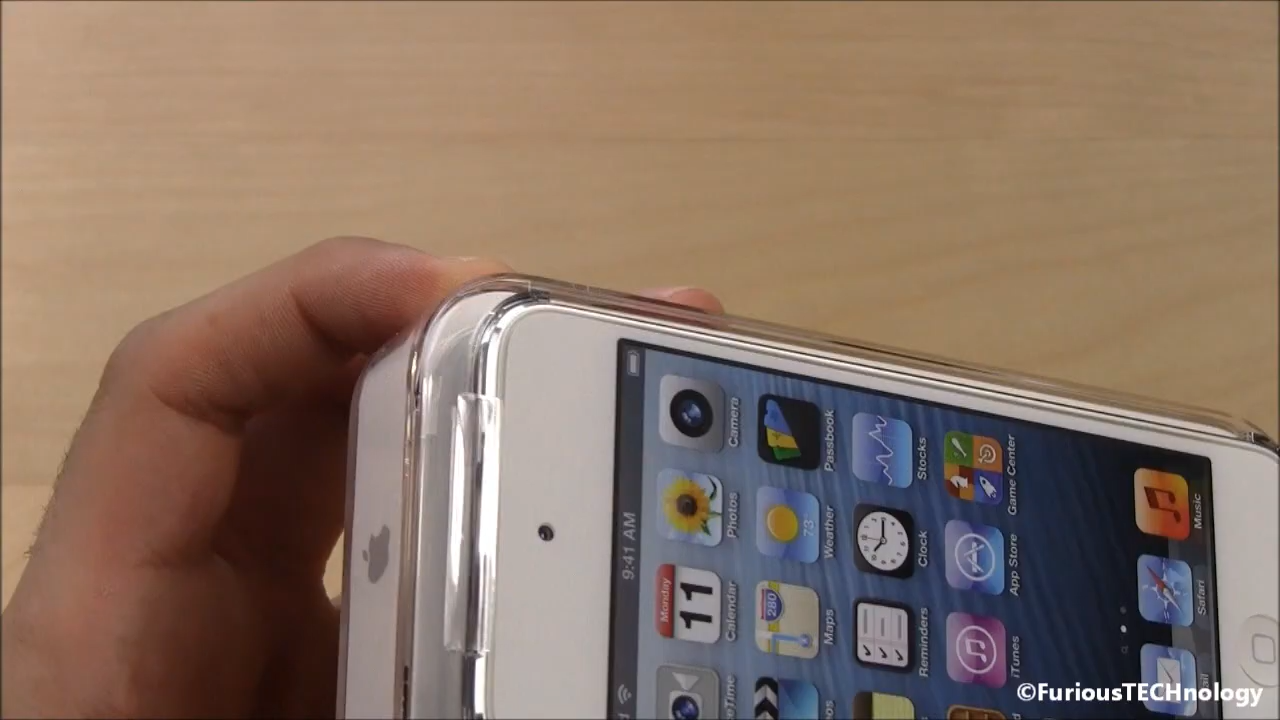 9:41 AM
Camera
Photos
Monday
11
Calendar
Passbook
73°
Weather
280
Maps
Stocks
Clock
Reminders
Game Center
App Store
iTunes
Music
Safari
©FuriousTECHnology